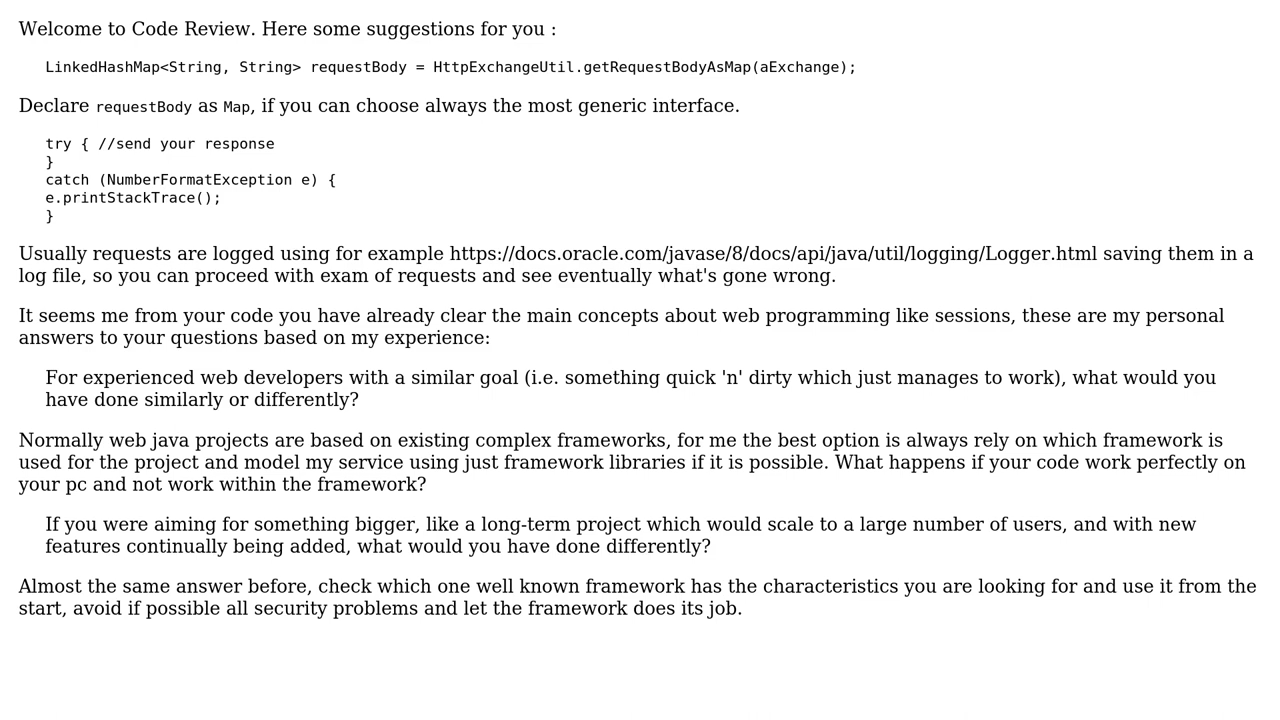 Welcome to Code Review. Here some suggestions for you :
LinkedHashMap<String, String> requestBody = HttpExchangeUtil.getRequestBodyAsMap(aExchange);
Declare requestBody as Map, if you can choose always the most generic interface.
try { //send your response
}
catch (NumberFormatException e) {
e.printStackTrace();
}
Usually requests are logged using for example https://docs.oracle.com/javase/8/docs/api/java/util/logging/Logger.html saving them in a
log file, so you can proceed with exam of requests and see eventually what's gone wrong.
It seems me from your code you have already clear the main concepts about web programming like sessions, these are my personal
answers to your questions based on my experience:
For experienced web developers with a similar goal (i.e. something quick 'n' dirty which just manages to work), what would you
have done similarly or differently?
Normally web java projects are based on existing complex frameworks, for me the best option is always rely on which framework is
used for the project and model my service using just framework libraries if it is possible. What happens if your code work perfectly on
your pc and not work within the framework?
If you were aiming for something bigger, like a long-term project which would scale to a large number of users, and with new
features continually being added, what would you have done differently?
Almost the same answer before, check which one well known framework has the characteristics you are looking for and use it from the
start, avoid if possible all security problems and let the framework does its job.